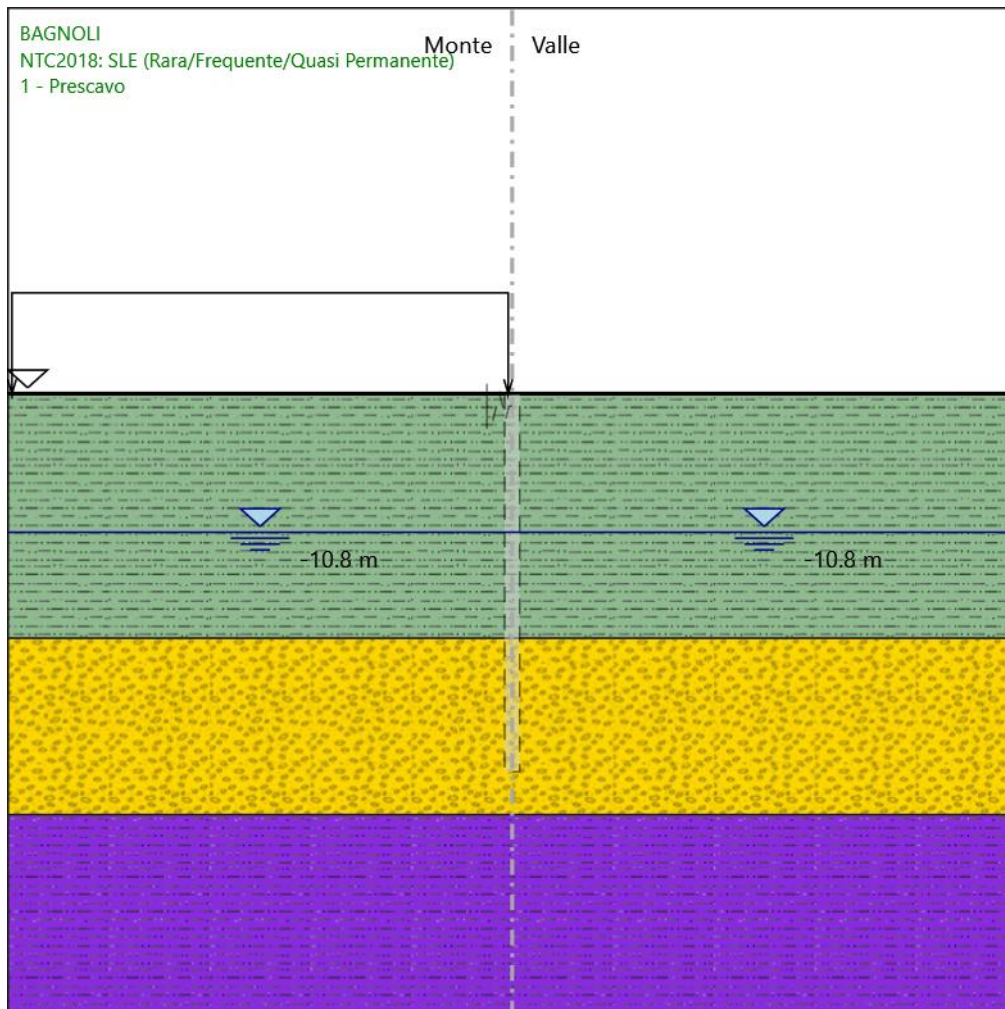 BAGNOLI
NTC2018: SLE (Rara/Frequente/Quasi Permanente)
1 - Prescavo
Monte
Valle
-10.8 m
-10.8 m